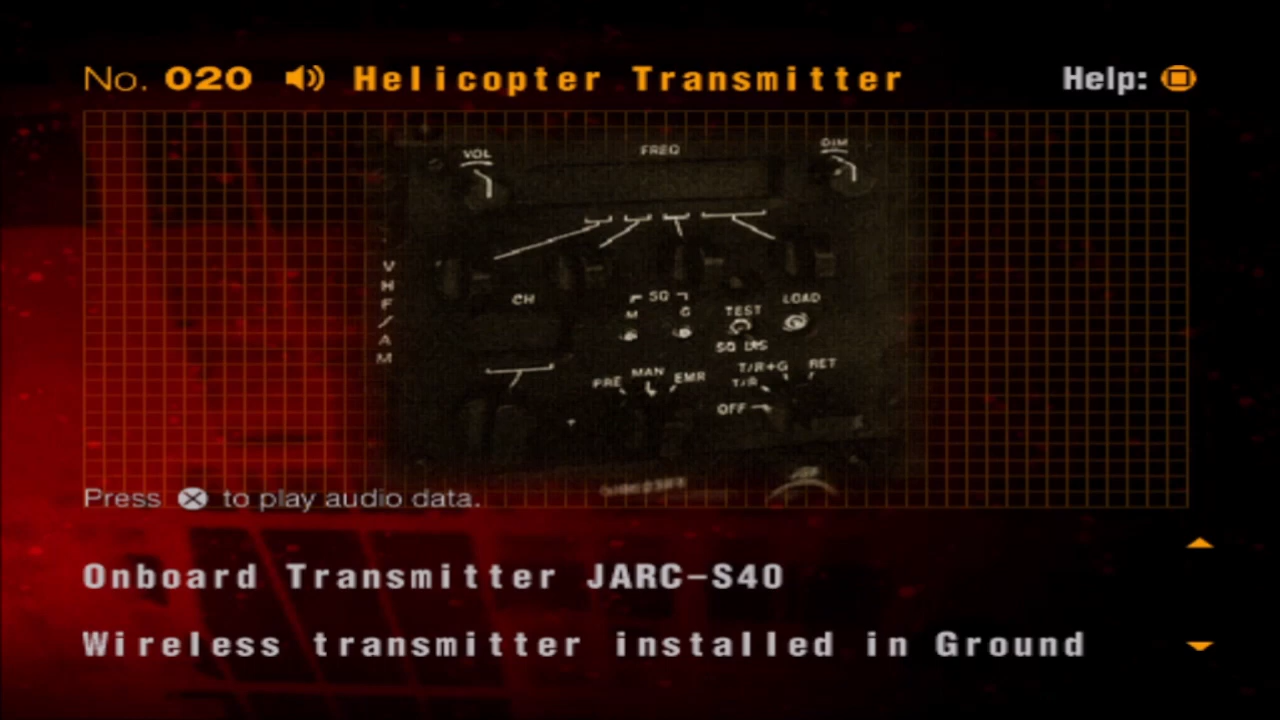 No. 020 Helicopter Transmitter Help:
VOL FREQ DIM
VHF/AM
CH SQ LOAD
M G TEST
SQ DIS
PRE MAN EMR T/R+G RET
T/R
OFF
Press ⓧ to play audio data.
Onboard Transmitter JARC-S40
Wireless transmitter installed in Ground